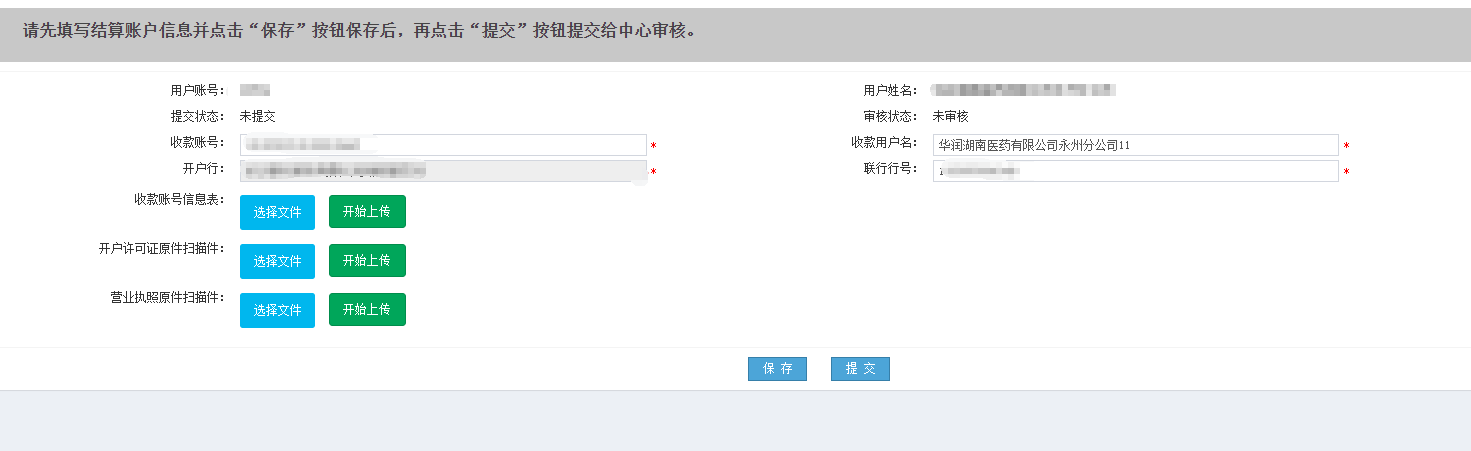 请先填写结算账户信息并点击“保存”按钮保存后，再点击“提交”按钮提交给中心审核。
用户账号： 用户姓名：
提交状态： 未提交 审核状态： 未审核
收款账号： * 收款用户名： 华润湖南医药有限公司永州分公司11 *
开户行： * 联行行号： *
收款账号信息表： 选择文件 开始上传
开户许可证原件扫描件： 选择文件 开始上传
营业执照原件扫描件： 选择文件 开始上传
保存 提交